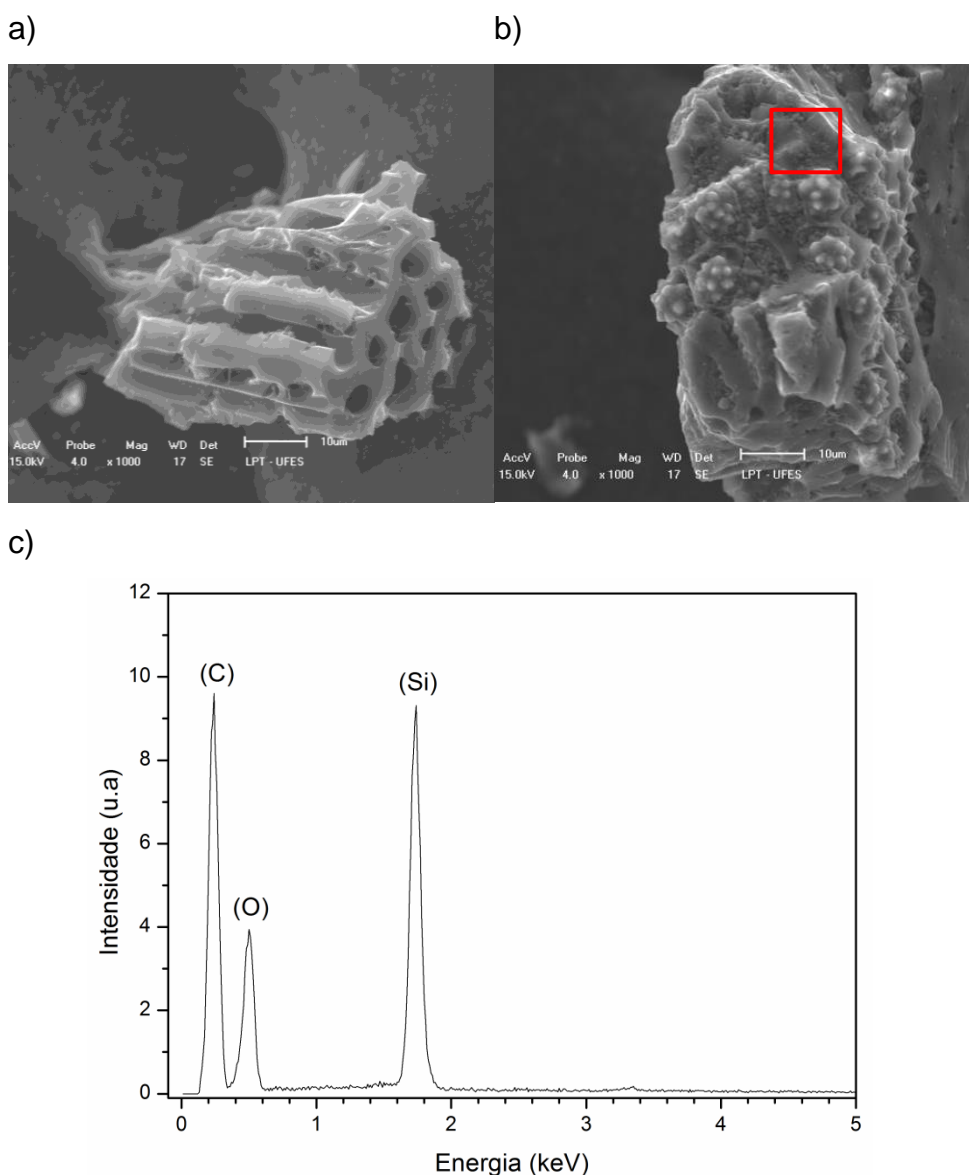 a)
b)
AccV Probe Mag WD Det
15.0kV 4.0 x 1000 17 SE LPT - UFES 10um
AccV Probe Mag WD Det
15.0kV 4.0 x 1000 17 SE LPT - UFES 10um
c)
12
10
8
6
4
2
0
Intensidade (u.a)
(C)
(O)
(Si)
0 1 2 3 4 5
Energia (keV)